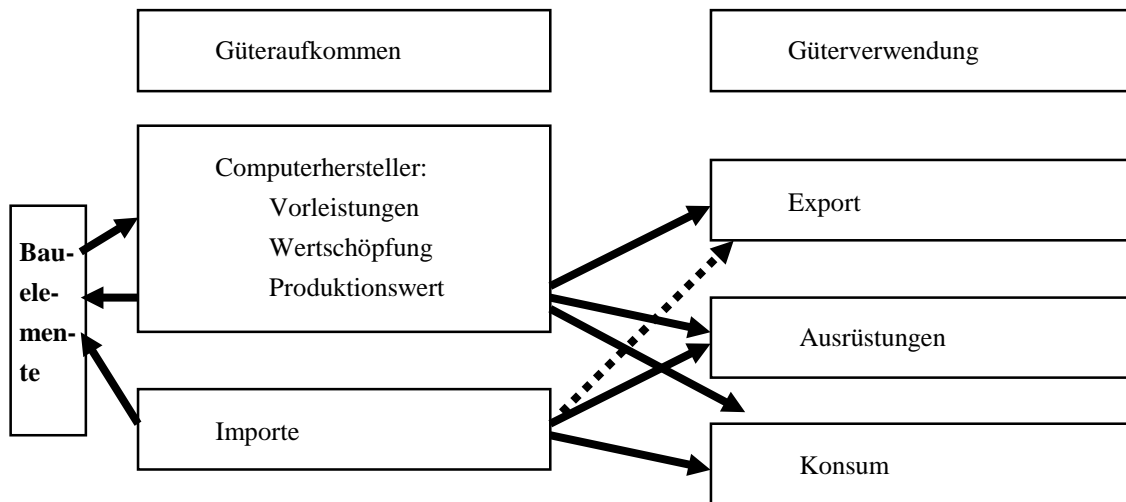 Güteraufkommen
Güterverwendung
Computerhersteller:
Vorleistungen
Wertschöpfung
Produktionswert
Export
Bau-
ele-
men-
te
Ausrüstungen
Importe
Konsum